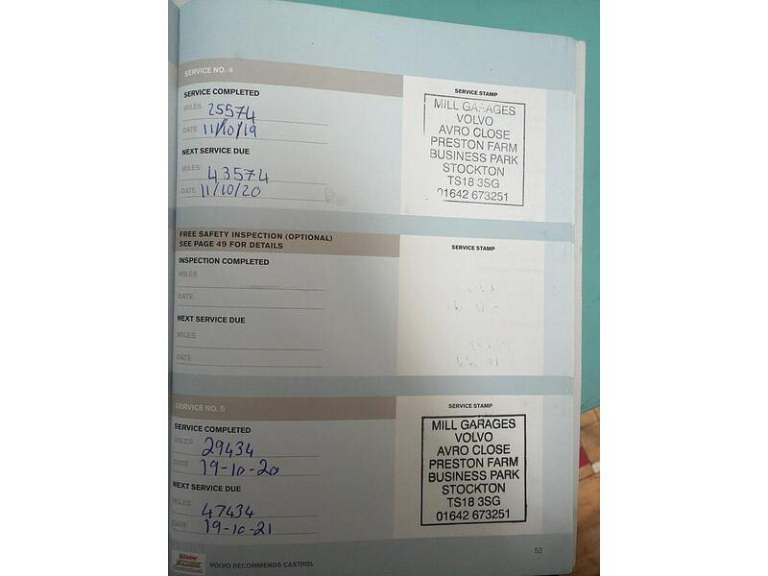 SERVICE NO. 4
SERVICE STAMP
SERVICE COMPLETED
MILES 25574
DATE 11/10/19
NEXT SERVICE DUE
MILES 43574
DATE 11/10/20
MILL GARAGES
VOLVO
AVRO CLOSE
PRESTON FARM
BUSINESS PARK
STOCKTON
TS18 3SG
01642 673251
FREE SAFETY INSPECTION (OPTIONAL)
SEE PAGE 49 FOR DETAILS
SERVICE STAMP
INSPECTION COMPLETED
MILES
DATE
NEXT SERVICE DUE
MILES
DATE
SERVICE NO. 5
SERVICE STAMP
SERVICE COMPLETED
MILES 29434
DATE 19-10-20
NEXT SERVICE DUE
MILES 47434
DATE 19-10-21
MILL GARAGES
VOLVO
AVRO CLOSE
PRESTON FARM
BUSINESS PARK
STOCKTON
TS18 3SG
01642 673251
VOLVO RECOMMENDS CASTROL